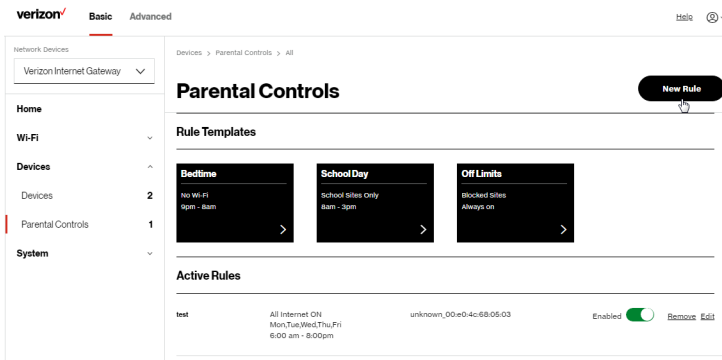 verizon
Basic
Advanced
Help
Network Devices
Verizon Internet Gateway
Home
Wi-Fi
Devices
Devices 2
Parental Controls 1
System
Devices > Parental Controls > All
Parental Controls
New Rule
Rule Templates
Bedtime
No Wi-Fi
9pm - 8am
School Day
School Sites Only
8am - 3pm
Off Limits
Blocked Sites
Always on
Active Rules
test
All Internet ON
Mon,Tue,Wed,Thu,Fri
6:00 am - 8:00pm
unknown_00:e0:4c:68:05:03
Enabled
Remove Edit